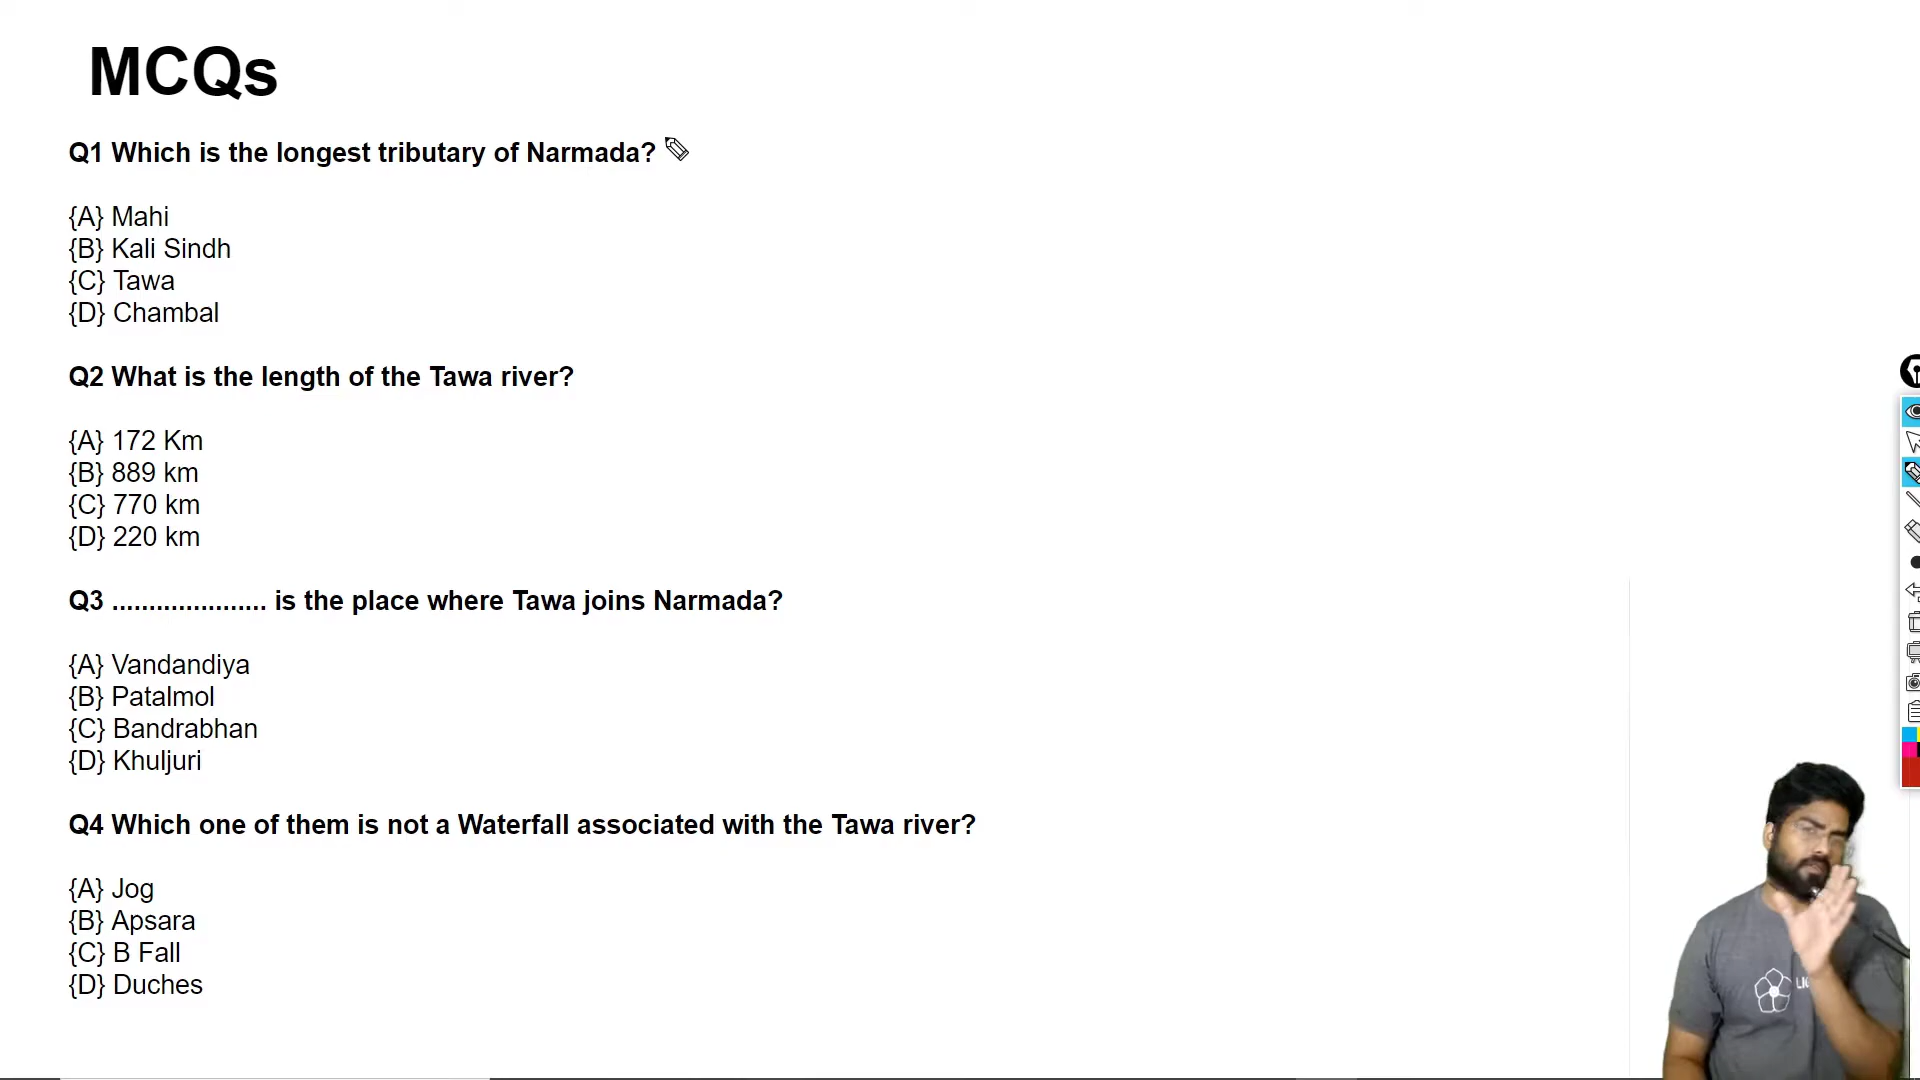 MCQs
Q1 Which is the longest tributary of Narmada?
{A} Mahi
{B} Kali Sindh
{C} Tawa
{D} Chambal
Q2 What is the length of the Tawa river?
{A} 172 Km
{B} 889 km
{C} 770 km
{D} 220 km
Q3 ..................... is the place where Tawa joins Narmada?
{A} Vandandiya
{B} Patalmol
{C} Bandrabhan
{D} Khuljuri
Q4 Which one of them is not a Waterfall associated with the Tawa river?
{A} Jog
{B} Apsara
{C} B Fall
{D} Duches